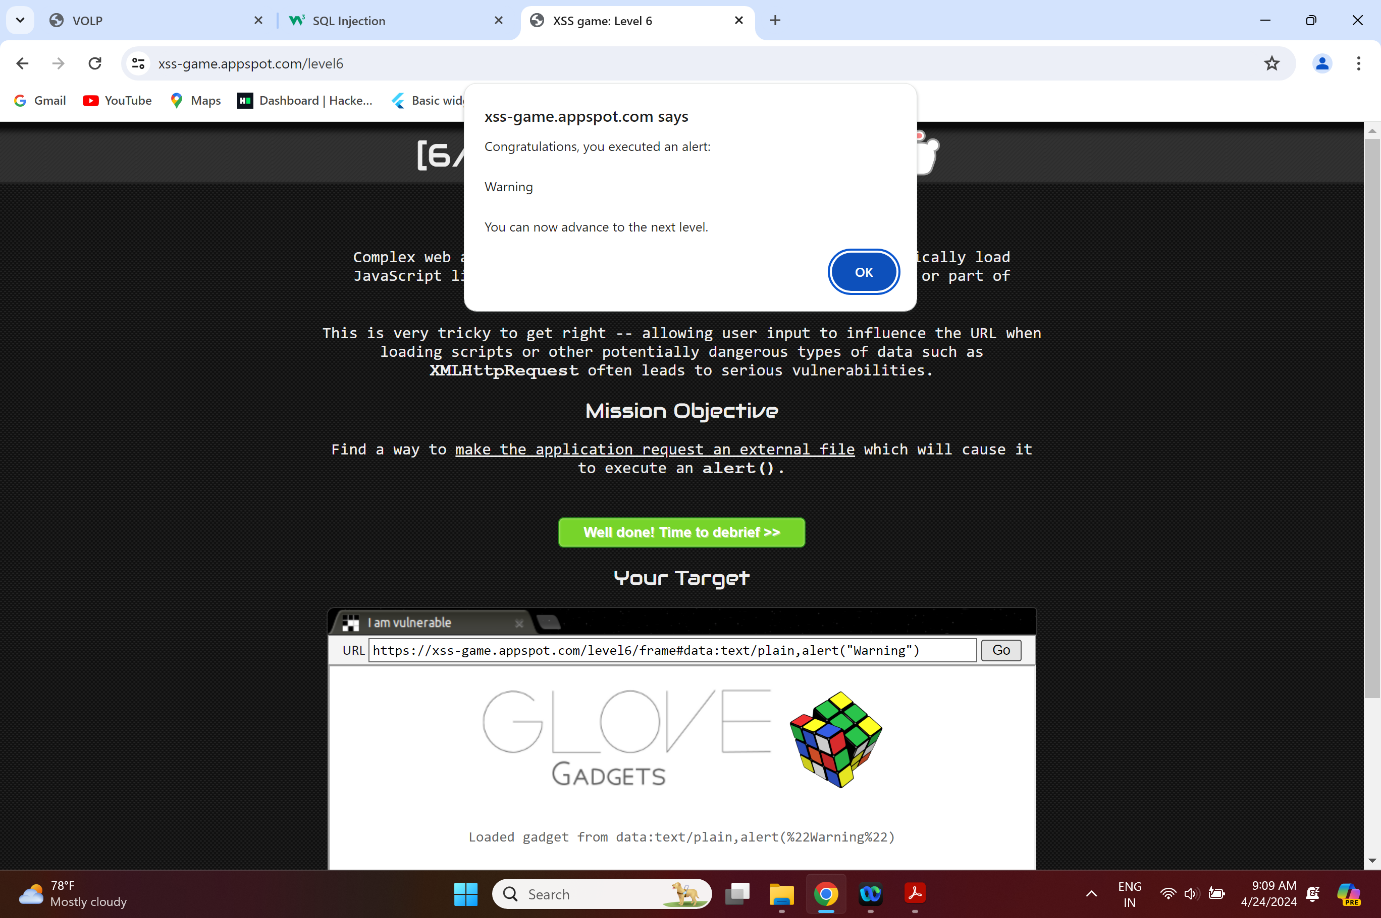 VOLP
SQL Injection
XSS game: Level 6
xss-game.appspot.com/level6
Gmail
YouTube
Maps
Dashboard | Hacke...
Basic wid
xss-game.appspot.com says
Congratulations, you executed an alert:
Warning
You can now advance to the next level.
OK
[6/
Complex web a
ically load
JavaScript li
or part of
This is very tricky to get right -- allowing user input to influence the URL when
loading scripts or other potentially dangerous types of data such as
XMLHttpRequest often leads to serious vulnerabilities.
Mission Objective
Find a way to make the application request an external file which will cause it
to execute an alert().
Well done! Time to debrief >>
Your Target
I am vulnerable
URL https://xss-game.appspot.com/level6/frame#data:text/plain,alert("Warning") Go
GLOVE
GADGETS
Loaded gadget from data:text/plain,alert(%22Warning%22)
78°F
Mostly cloudy
Search
ENG
IN
9:09 AM
4/24/2024
PRE